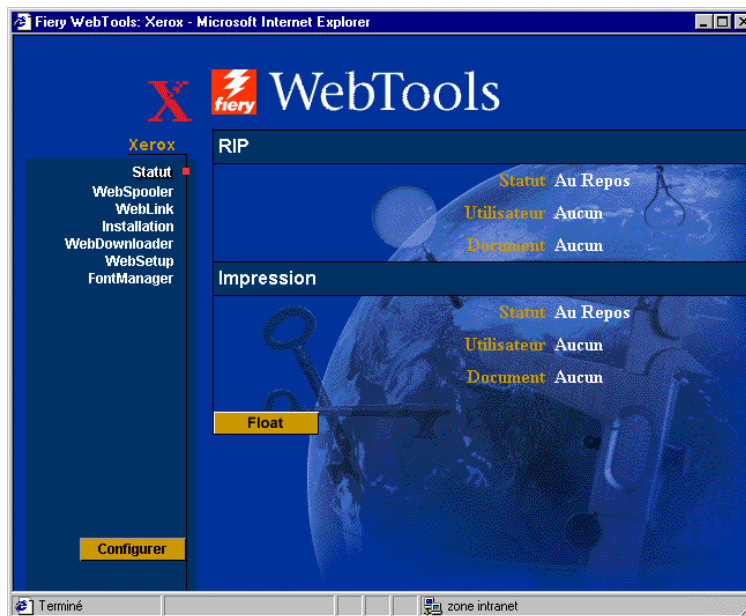 Fiery WebTools: Xerox - Microsoft Internet Explorer
X
fiery
WebTools
Xerox
Statut
WebSpooler
WebLink
Installation
WebDownloader
WebSetup
FontManager
Configurer
RIP
Statut Au Repos
Utilisateur Aucun
Document Aucun
Impression
Statut Au Repos
Utilisateur Aucun
Document Aucun
Float
Terminé
zone intranet